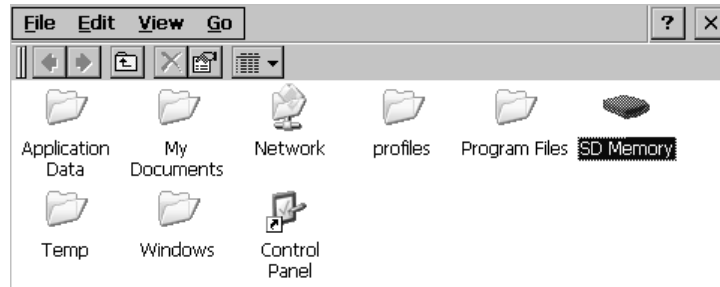 File Edit View Go ? ×
Application Data
My Documents
Network
profiles
Program Files
SD Memory
Temp
Windows
Control Panel